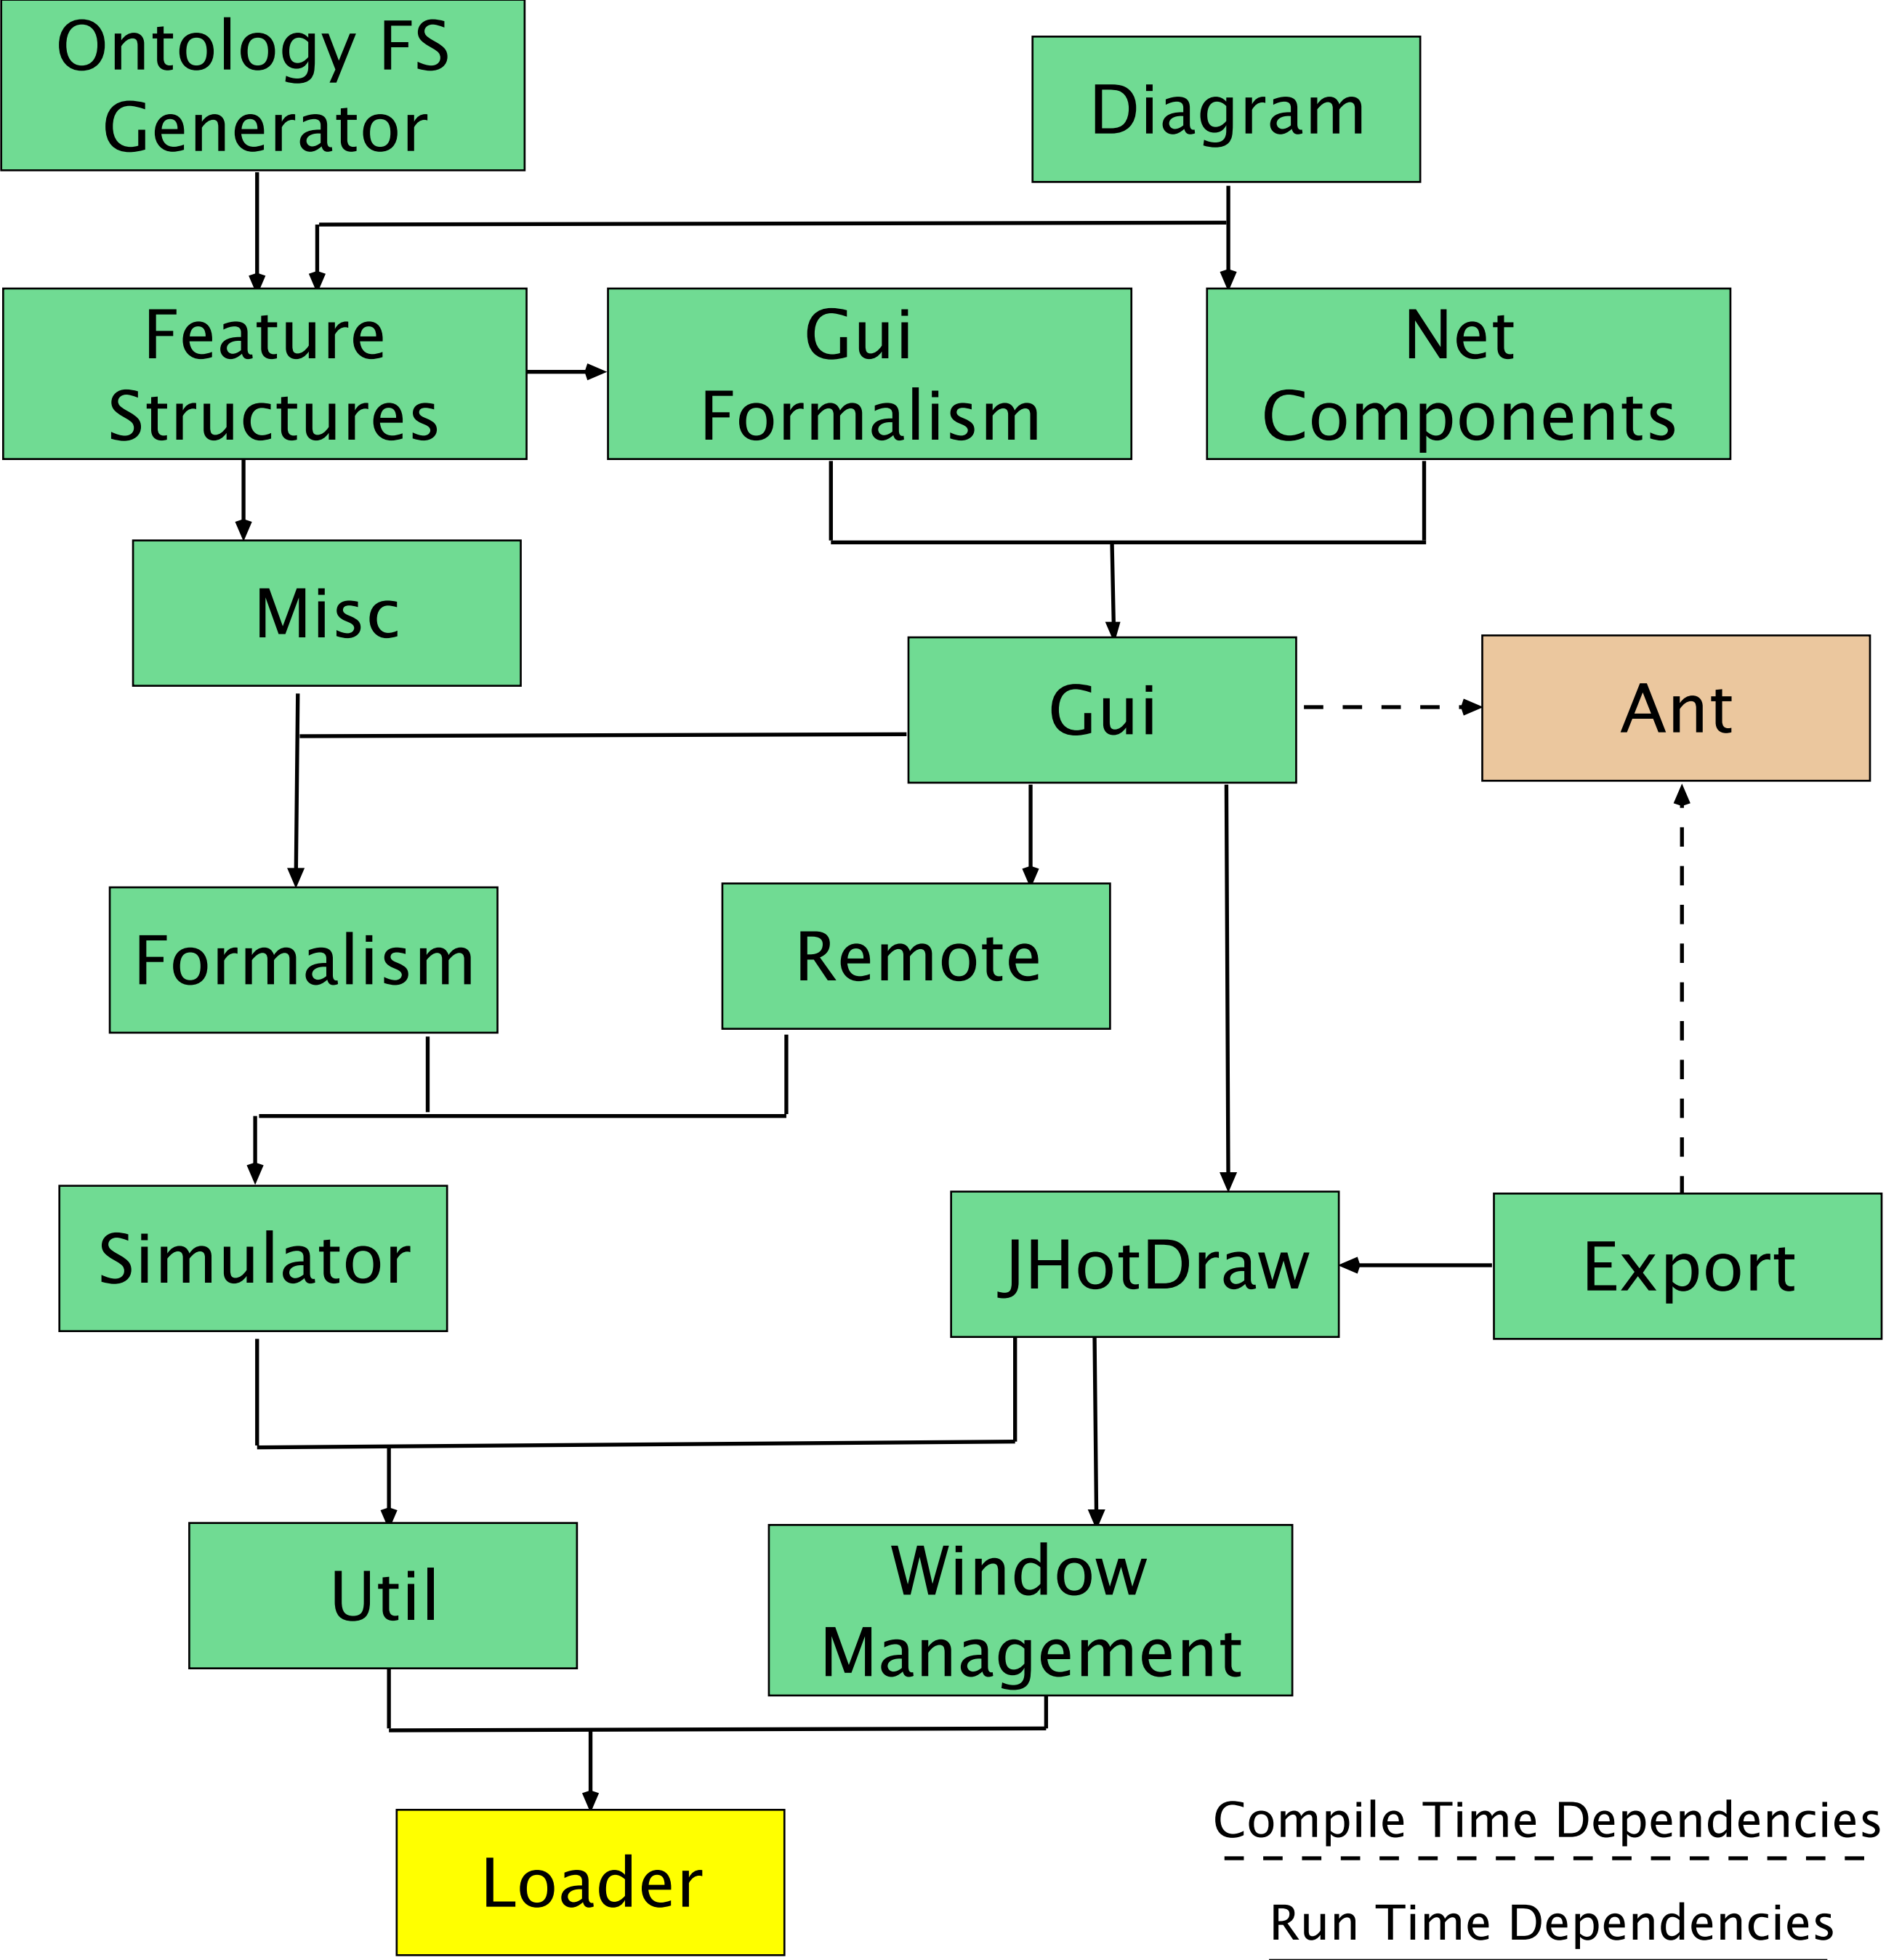 Ontology FS
Generator
Diagram
Feature
Structures
Gui
Formalism
Net
Components
Misc
Gui
Ant
Formalism
Remote
Simulator
JHotDraw
Export
Util
Window
Management
Loader
Compile Time Dependencies
Run Time Dependencies